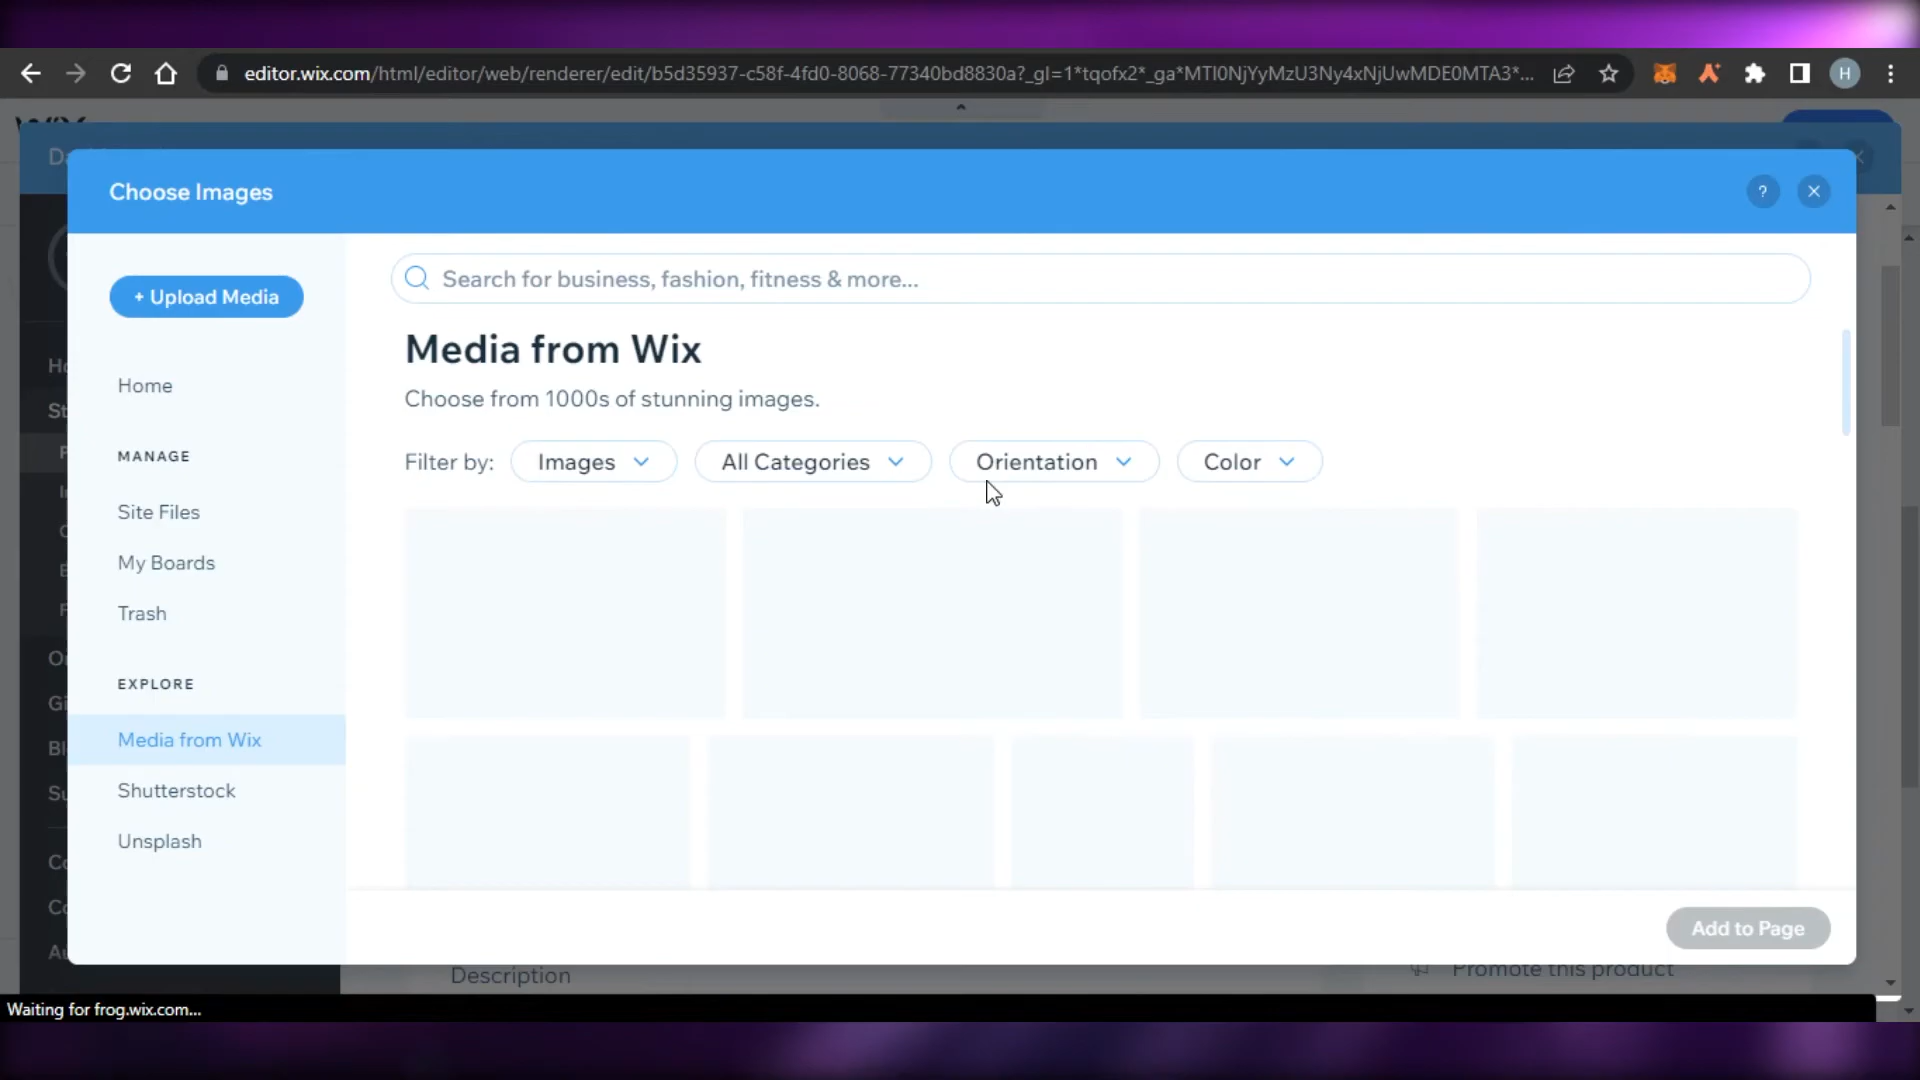 editor.wix.com/html/editor/web/renderer/edit/b5d35937-c58f-4fd0-8068-77340bd8830a?_gl=1*tqofx2*_ga*MTI0NjYyMzU3Ny4xNjUwMDE0MTA3*...
H
Choose Images
?
+ Upload Media
Search for business, fashion, fitness & more...
Media from Wix
Choose from 1000s of stunning images.
Filter by:
Images
All Categories
Orientation
Color
Home
MANAGE
Site Files
My Boards
Trash
EXPLORE
Media from Wix
Shutterstock
Unsplash
Add to Page
Description
Promote this product
Waiting for frog.wix.com...